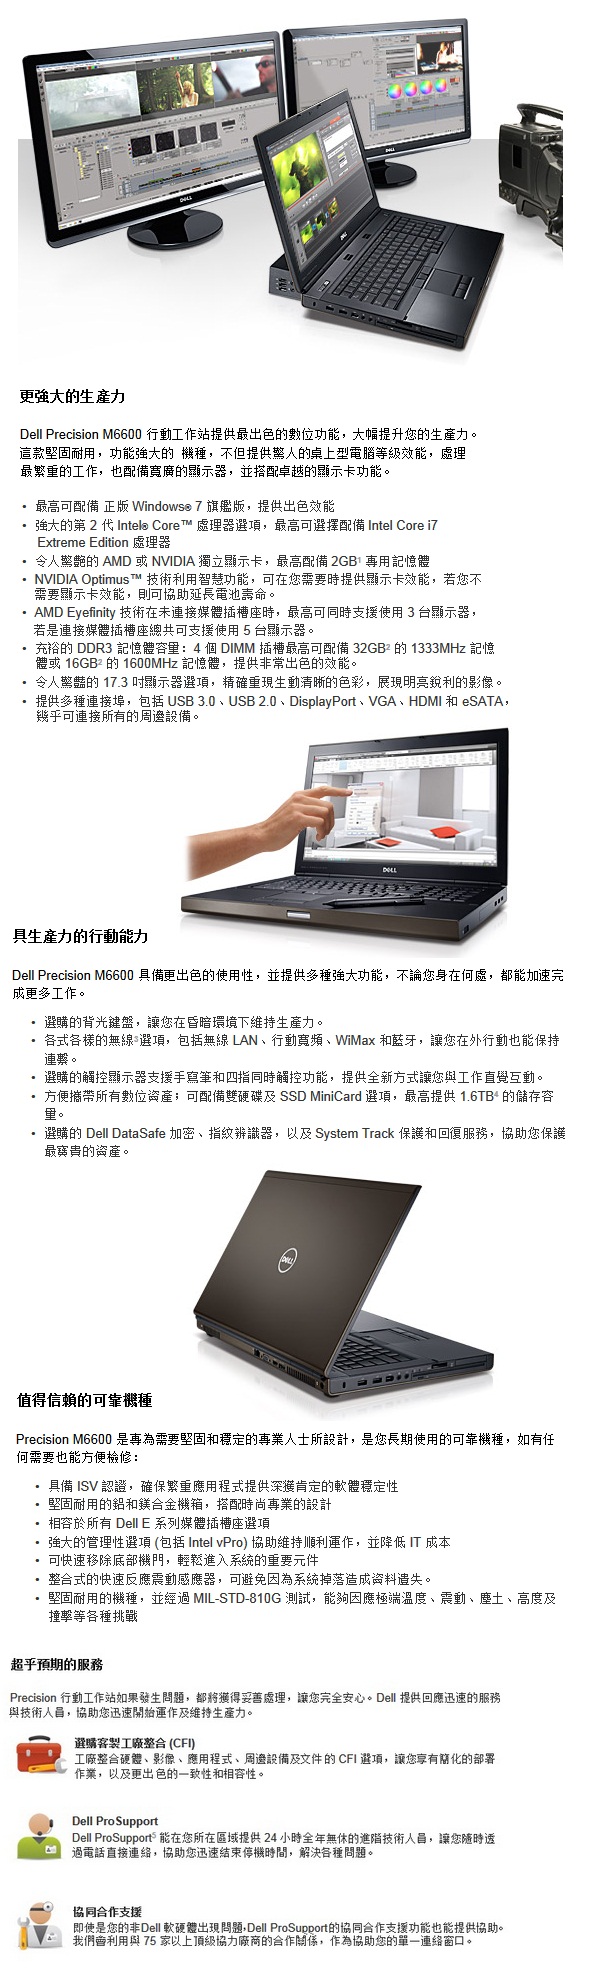 DELL
DELL
DELL
更強大的生產力
Dell Precision M6600 行動工作站提供最出色的數位功能，大幅提升您的生產力。
這款堅固耐用，功能強大的 機種，不但提供驚人的桌上型電腦等級效能，處理
最繁重的工作，也配備寬廣的顯示器，並搭配卓越的顯示卡功能。
• 最高可配備 正版 Windows® 7 旗艦版，提供出色效能
• 強大的第 2 代 Intel® Core™ 處理器選項，最高可選擇配備 Intel Core i7
Extreme Edition 處理器
• 令人驚艷的 AMD 或 NVIDIA 獨立顯示卡，最高配備 2GB¹ 專用記憶體
• NVIDIA Optimus™ 技術利用智慧功能，可在您需要時提供顯示卡效能，若您不
需要顯示卡效能，則可協助延長電池壽命。
• AMD Eyefinity 技術在未連接媒體插槽座時，最高可同時支援使用 3 台顯示器，
若是連接媒體插槽座總共可支援使用 5 台顯示器。
• 充裕的 DDR3 記憶體容量：4 個 DIMM 插槽最高可配備 32GB² 的 1333MHz 記憶
體或 16GB² 的 1600MHz 記憶體，提供非常出色的效能。
• 令人驚豔的 17.3 吋顯示器選項，精確重現生動清晰的色彩，展現明亮銳利的影像。
• 提供多種連接埠，包括 USB 3.0、USB 2.0、DisplayPort、VGA、HDMI 和 eSATA，
幾乎可連接所有的周邊設備。
DELL
具生產力的行動能力
Dell Precision M6600 具備更出色的使用性，並提供多種強大功能，不論您身在何處，都能加速完
成更多工作。
• 選購的背光鍵盤，讓您在昏暗環境下維持生產力。
• 各式各樣的無線³選項，包括無線 LAN、行動寬頻、WiMax 和藍牙，讓您在外行動也能保持
連繫。
• 選購的觸控顯示器支援手寫筆和四指同時觸控功能，提供全新方式讓您與工作直覺互動。
• 方便攜帶所有數位資產；可配備雙硬碟及 SSD MiniCard 選項，最高提供 1.6TB⁴ 的儲存容
量。
• 選購的 Dell DataSafe 加密、指紋辨識器，以及 System Track 保護和回復服務，協助您保護
最寶貴的資產。
DELL
值得信賴的可靠機種
Precision M6600 是專為需要堅固和穩定的專業人士所設計，是您長期使用的可靠機種，如有任
何需要也能方便檢修：
• 具備 ISV 認證，確保繁重應用程式提供深獲肯定的軟體穩定性
• 堅固耐用的鋁和鎂合金機箱，搭配時尚專業的設計
• 相容於所有 Dell E 系列媒體插槽座選項
• 強大的管理性選項 (包括 Intel vPro) 協助維持順利運作，並降低 IT 成本
• 可快速移除底部機門，輕鬆進入系統的重要元件
• 整合式的快速反應震動感應器，可避免因為系統掉落造成資料遺失。
• 堅固耐用的機種，並經過 MIL-STD-810G 測試，能夠因應極端溫度、震動、塵土、高度及
撞擊等各種挑戰
超乎預期的服務
Precision 行動工作站如果發生問題，都將獲得妥善處理，讓您完全安心。Dell 提供回應迅速的服務
與技術人員，協助您迅速開始運作及維持生產力。
選購客製工廠整合 (CFI)
工廠整合硬體、影像、應用程式、周邊設備及文件的 CFI 選項，讓您享有簡化的部署
作業，以及更出色的一致性和相容性。
Dell ProSupport
Dell ProSupport⁵ 能在您所在區域提供 24 小時全年無休的進階技術人員，讓您隨時透
過電話直接連絡，協助您迅速結束停機時間，解決各種問題。
協同合作支援
即使是您的非Dell 軟硬體出現問題，Dell ProSupport的協同合作支援功能也能提供協助。
我們會利用與 75 家以上頂級協力廠商的合作關係，作為協助您的單一連絡窗口。